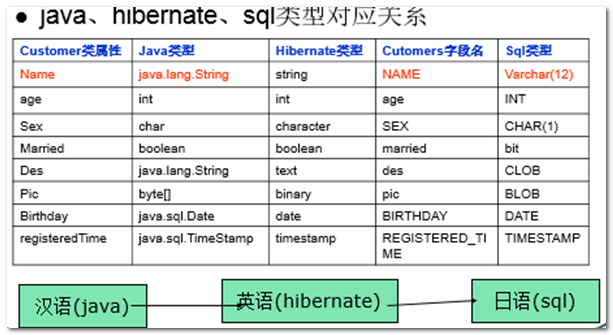 ● java、hibernate、sql类型对应关系
Customer类属性 Java类型 Hibernate类型 Cutomers字段名 Sql类型
Name java.lang.String string NAME Varchar(12)
age int int age INT
Sex char character SEX CHAR(1)
Married boolean boolean married bit
Des java.lang.String text des CLOB
Pic byte[] binary pic BLOB
Birthday java.sql.Date date BIRTHDAY DATE
registeredTime java.sql.TimeStamp timestamp REGISTERED_TI TIMESTAMP
ME
汉语(java) 英语(hibernate) 日语(sql)